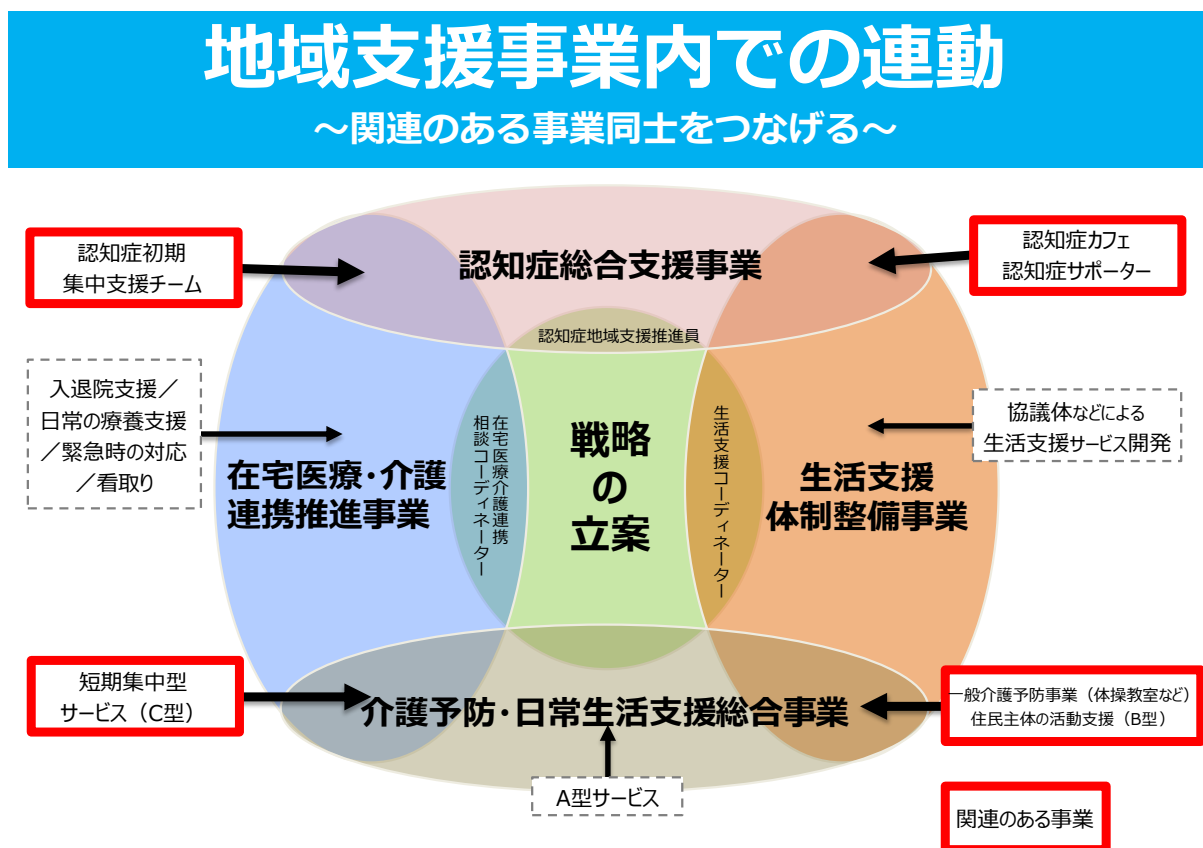 地域支援事業内での連動
～関連のある事業同士をつなげる～
認知症初期
集中支援チーム
認知症総合支援事業
認知症カフェ
認知症サポーター
認知症地域支援推進員
入退院支援／
日常の療養支援
／緊急時の対応
／看取り
在宅医療・介護
連携推進事業
在宅医療介護連携
相談コーディネーター
戦略
の
立案
生活支援コーディネーター
生活支援
体制整備事業
協議体などによる
生活支援サービス開発
短期集中型
サービス（C型）
介護予防・日常生活支援総合事業
一般介護予防事業（体操教室など）
住民主体の活動支援（B型）
A型サービス
関連のある事業